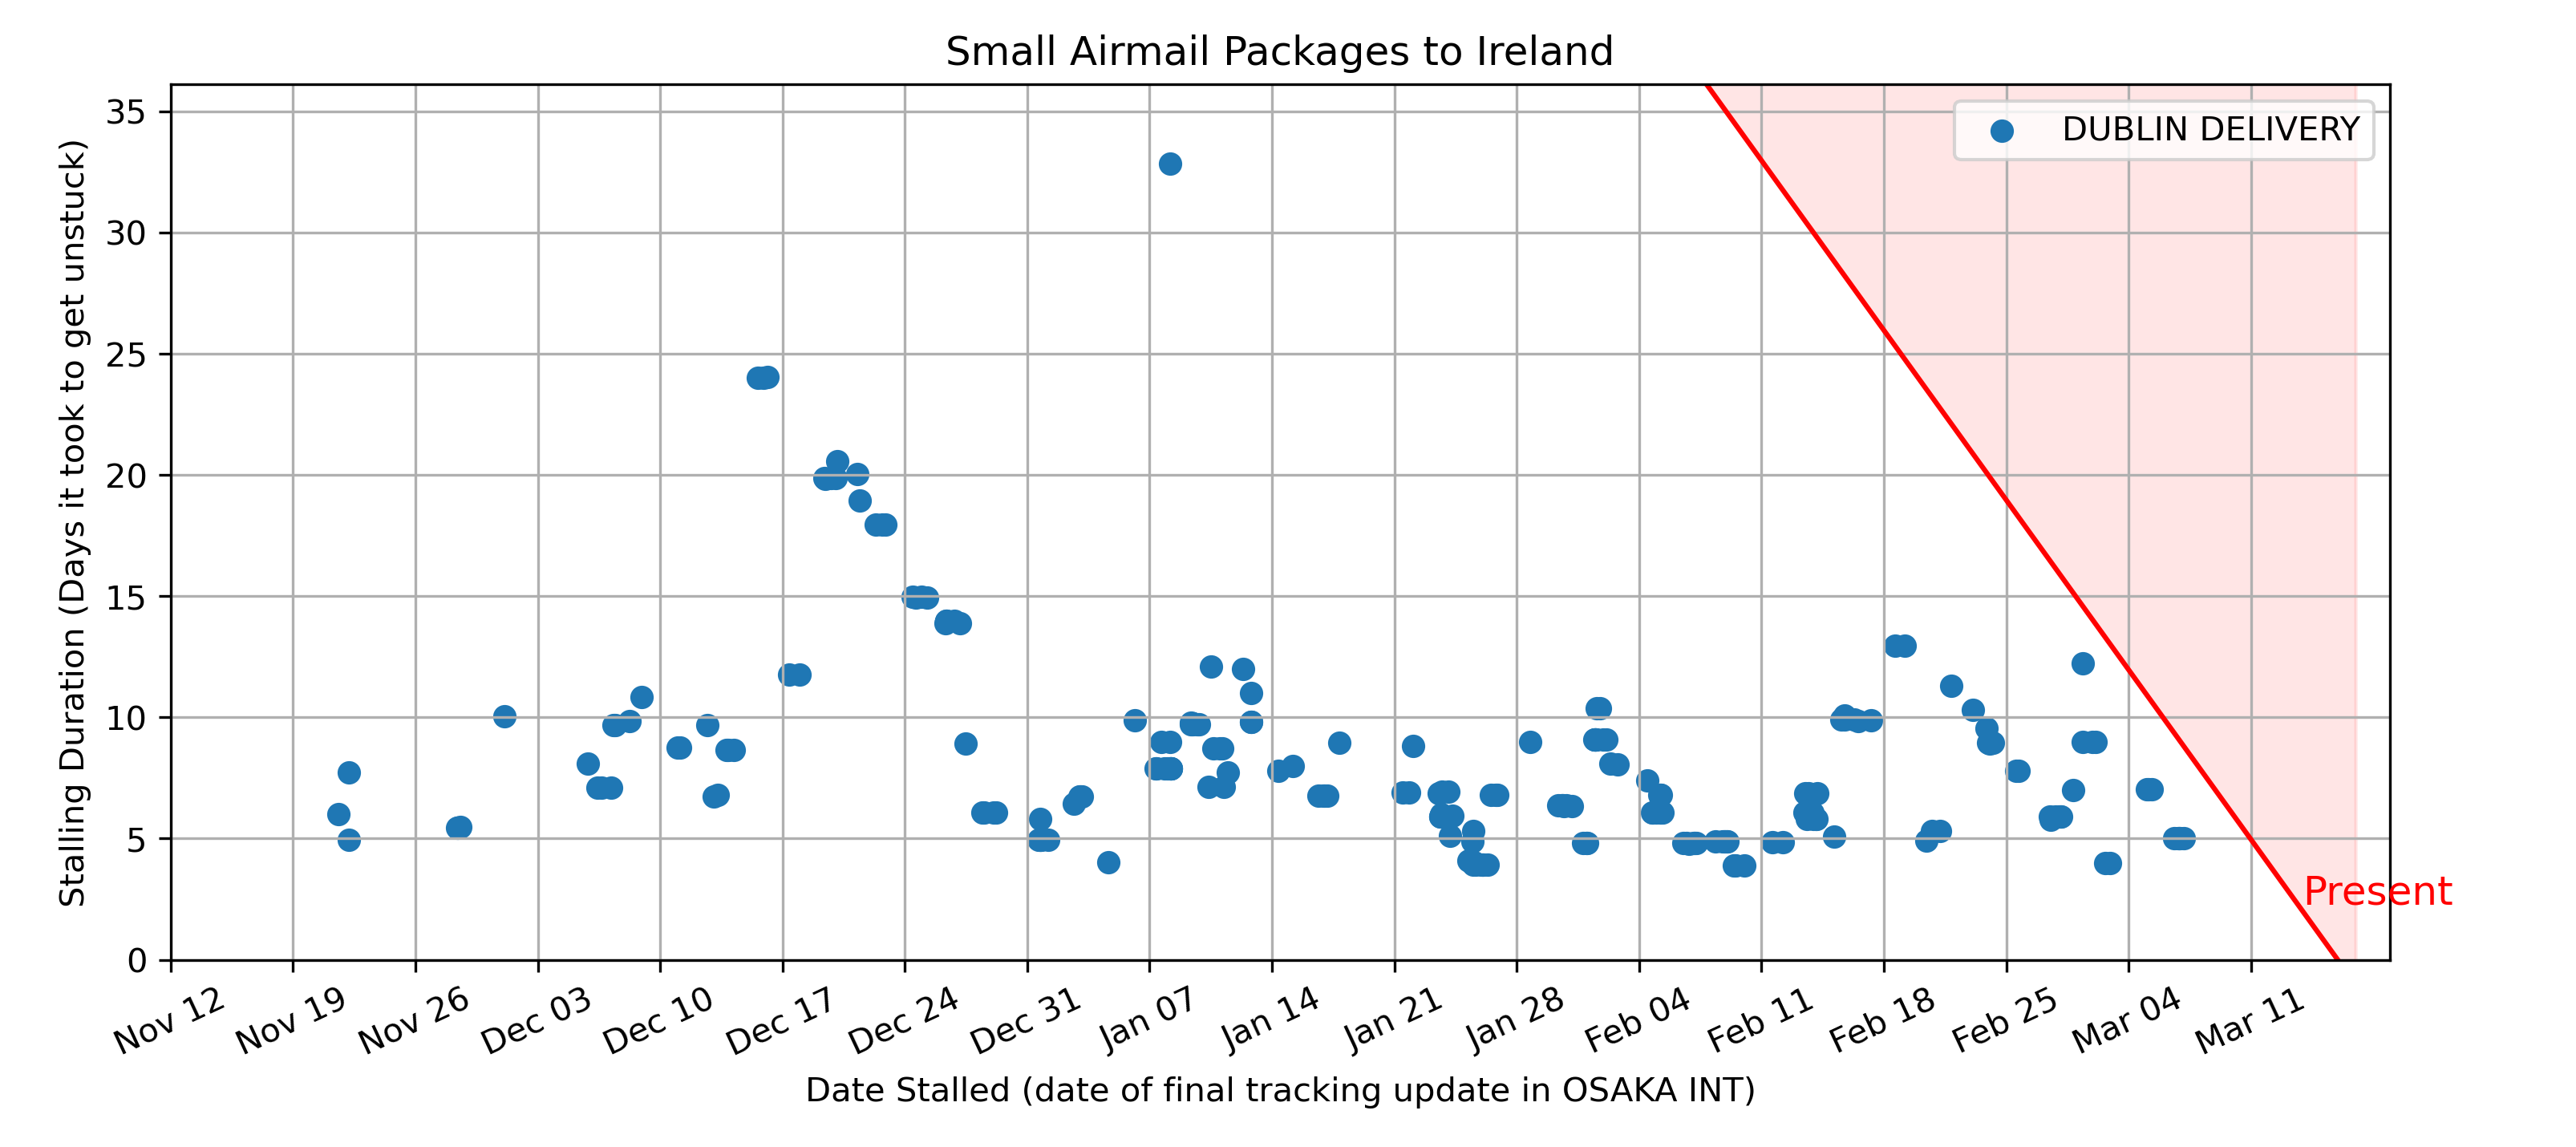 Small Airmail Packages to Ireland
DUBLIN DELIVERY
Stalling Duration (Days it took to get unstuck)
35
30
25
20
15
10
5
0
Present
Nov 12
Nov 19
Nov 26
Dec 03
Dec 10
Dec 17
Dec 24
Dec 31
Jan 07
Jan 14
Jan 21
Jan 28
Feb 04
Feb 11
Feb 18
Feb 25
Mar 04
Mar 11
Date Stalled (date of final tracking update in OSAKA INT)